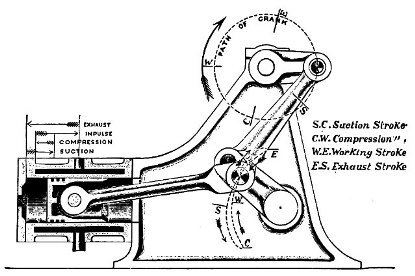 (W)
PATH OF CRANK
W
C
S
EXHAUST
IMPULSE
COMPRESSION
SUCTION
E
S
W
C
S.C. Suction Stroke
C.W. Compression " ,
W.E. Working Stroke
E.S. Exhaust Stroke